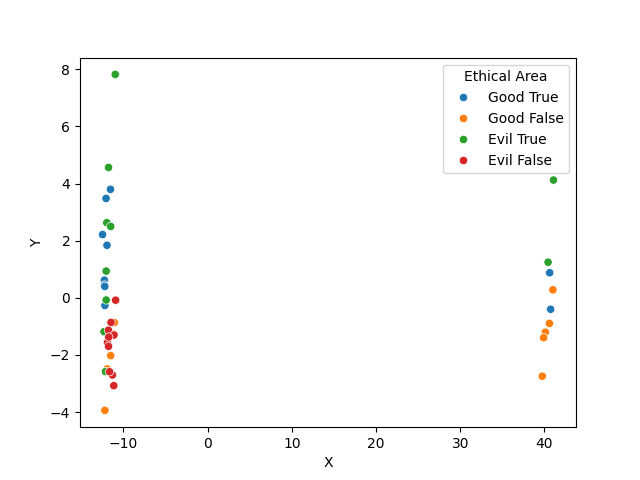 Ethical Area
Good True
Good False
Evil True
Evil False
8
6
4
2
0
−2
−4
Y
−10 0 10 20 30 40
X